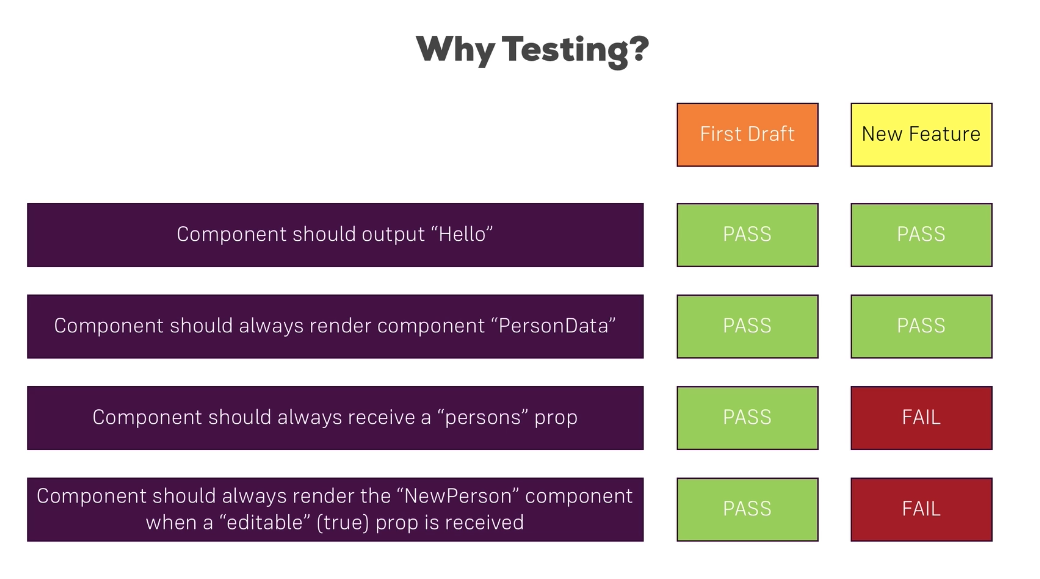 Why Testing?
First Draft
New Feature
Component should output “Hello”
PASS
PASS
Component should always render component “PersonData”
PASS
PASS
Component should always receive a “persons” prop
PASS
FAIL
Component should always render the “NewPerson” component
when a “editable” (true) prop is received
PASS
FAIL